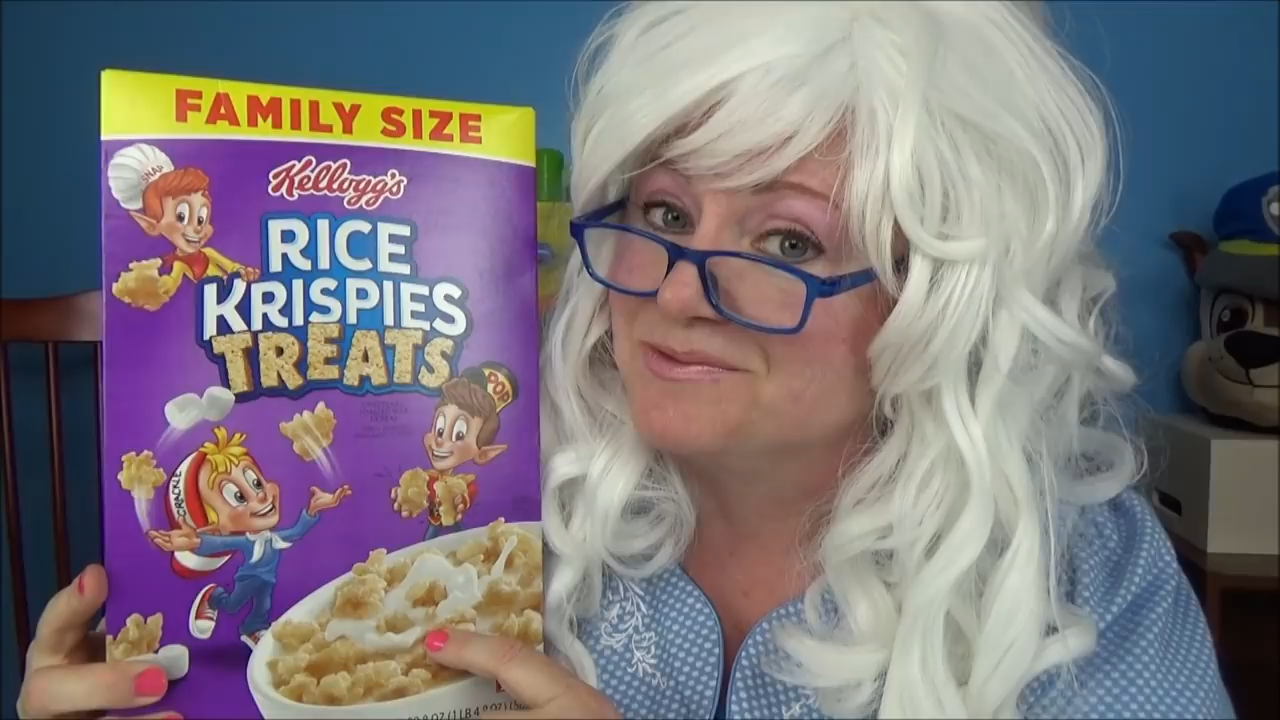 FAMILY SIZE
Kellogg's
SNAP
RICE
KRISPIES
TREATS
POP
CRACKLE